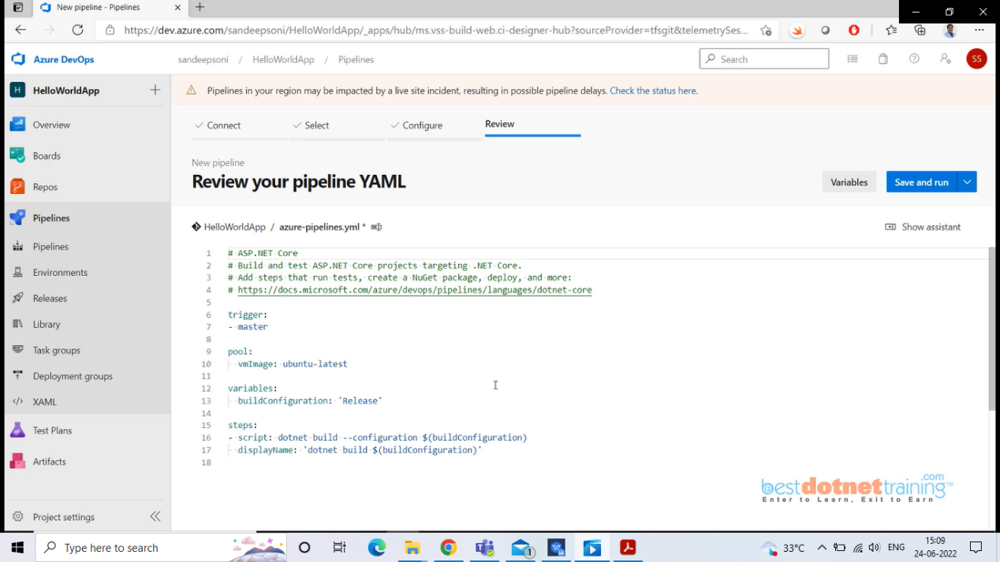 New pipeline - Pipelines
https://dev.azure.com/sandeepsoni/HelloWorldApp/_apps/hub/ms.vss-build-web.ci-designer-hub?sourceProvider=tfsgit&telemetrySes...
Azure DevOps
sandeepsoni / HelloWorldApp / Pipelines
Search
SS
H HelloWorldApp
Overview
Boards
Repos
Pipelines
Pipelines
Environments
Releases
Library
Task groups
Deployment groups
XAML
Test Plans
Artifacts
Project settings
Pipelines in your region may be impacted by a live site incident, resulting in possible pipeline delays. Check the status here.
Connect
Select
Configure
Review
New pipeline
Review your pipeline YAML
Variables
Save and run
HelloWorldApp / azure-pipelines.yml *
Show assistant
1 # ASP.NET Core
2 # Build and test ASP.NET Core projects targeting .NET Core.
3 # Add steps that run tests, create a NuGet package, deploy, and more:
4 # https://docs.microsoft.com/azure/devops/pipelines/languages/dotnet-core
5
6 trigger:
7 - master
8
9 pool:
10 vmImage: ubuntu-latest
11
12 variables:
13 buildConfiguration: 'Release'
14
15 steps:
16 - script: dotnet build --configuration $(buildConfiguration)
17 displayName: 'dotnet build $(buildConfiguration)'
18
@estdotnettraining.com™
Enter to Learn, Exit to Earn
Type here to search
1
33°C
ENG
15:09
24-06-2022